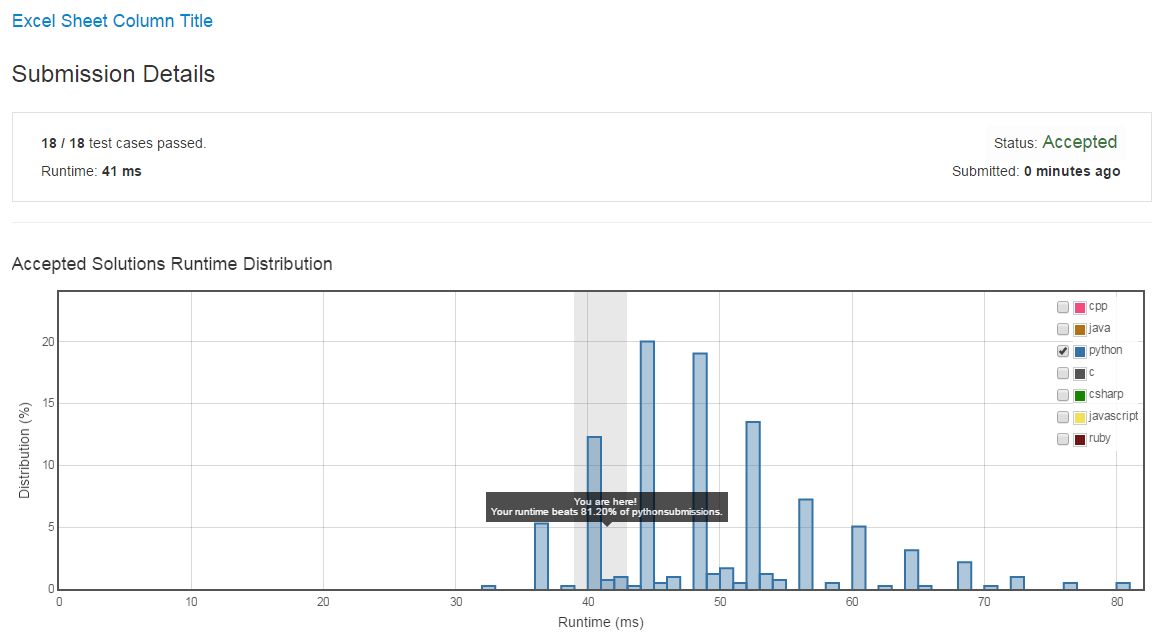 Excel Sheet Column Title
Submission Details
18 / 18 test cases passed.
Status: Accepted
Runtime: 41 ms
Submitted: 0 minutes ago
Accepted Solutions Runtime Distribution
cpp
java
python
c
csharp
javascript
ruby
20
15
10
5
0
Distribution (%)
You are here!
Your runtime beats 81.20% of pythonsubmissions.
0 10 20 30 40 50 60 70 80
Runtime (ms)